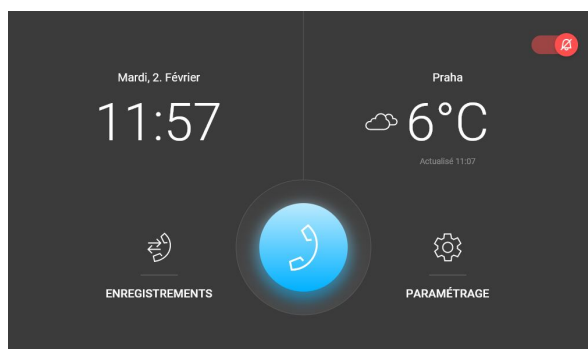 Mardi, 2. Février
11:57
Praha
6°C
Actualisé 11:07
ENREGISTREMENTS
PARAMÉTRAGE